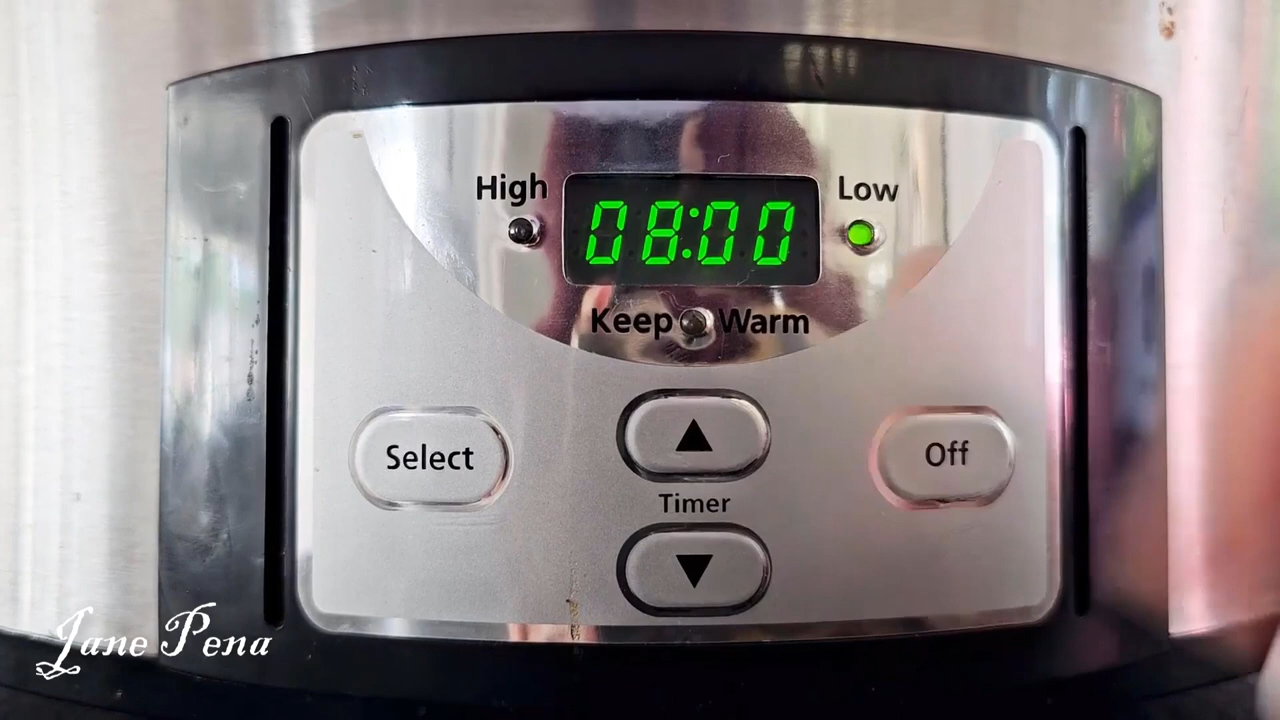 High
08:00
Low
Keep Warm
Select
▲
Off
Timer
▼
Jane Pena